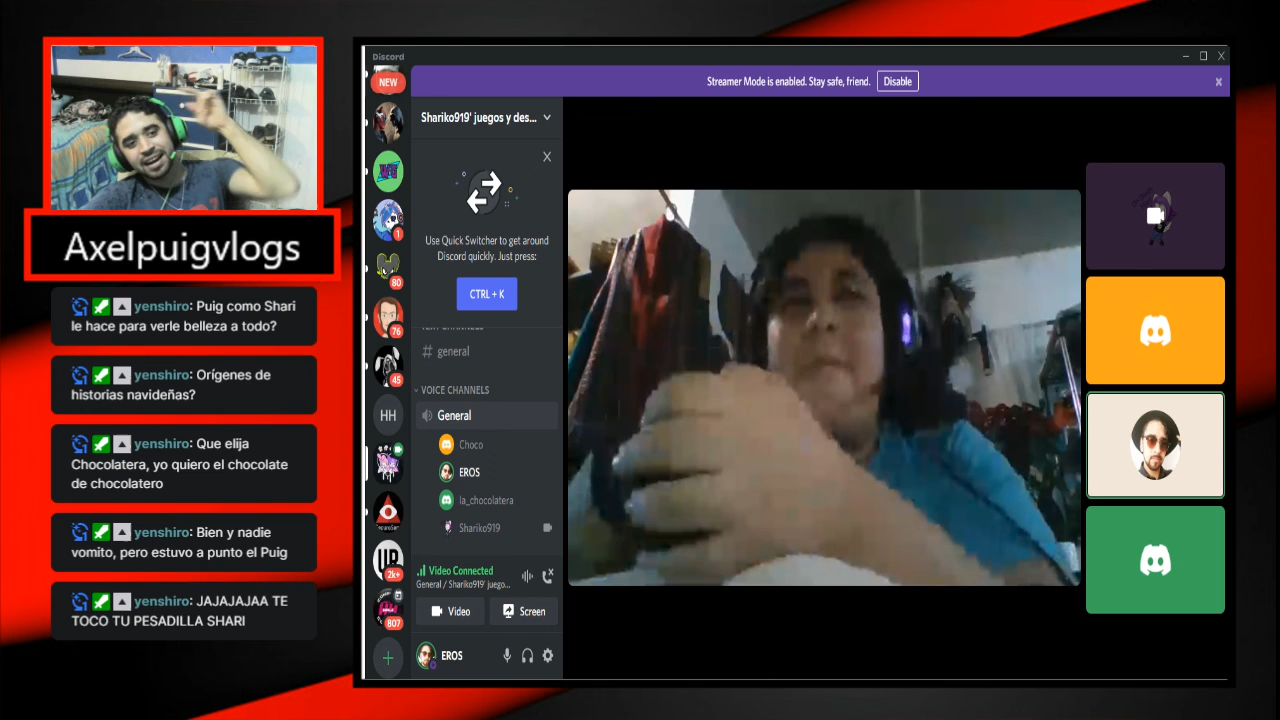 Axelpuigvlogs
yenshiro: Puig como Shari
le hace para verle belleza a todo?
yenshiro: Orígenes de
historias navideñas?
yenshiro: Que elija
Chocolatera, yo quiero el chocolate
de chocolatero
yenshiro: Bien y nadie
vomito, pero estuvo a punto el Puig
yenshiro: JAJAJAJAA TE
TOCO TU PESADILLA SHARI
Discord
Streamer Mode is enabled. Stay safe, friend. Disable
NEW
1
80
76
45
HH
2k+
807
Shariko919' juegos y des...
Use Quick Switcher to get around
Discord quickly. Just press:
CTRL + K
# general
VOICE CHANNELS
General
Choco
EROS
la_chocolatera
Shariko919
Video Connected
General / Shariko919' juego...
Video Screen
EROS